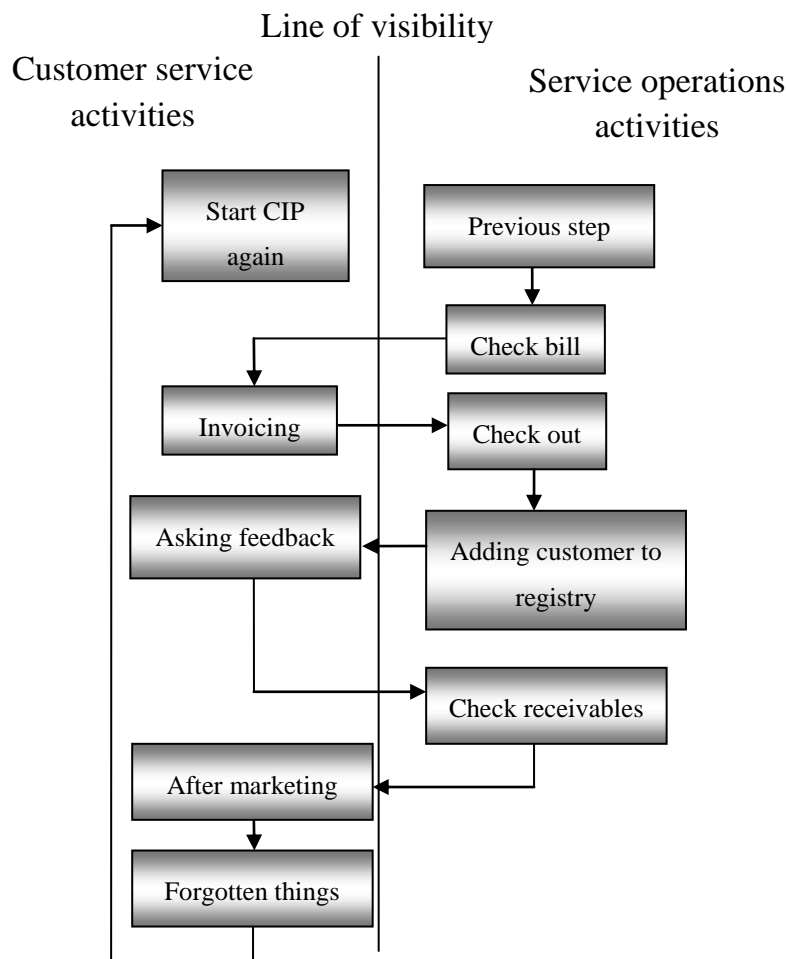 Line of visibility
Customer service
activities
Service operations
activities
Start CIP
again
Previous step
Check bill
Invoicing
Check out
Asking feedback
Adding customer to
registry
Check receivables
After marketing
Forgotten things